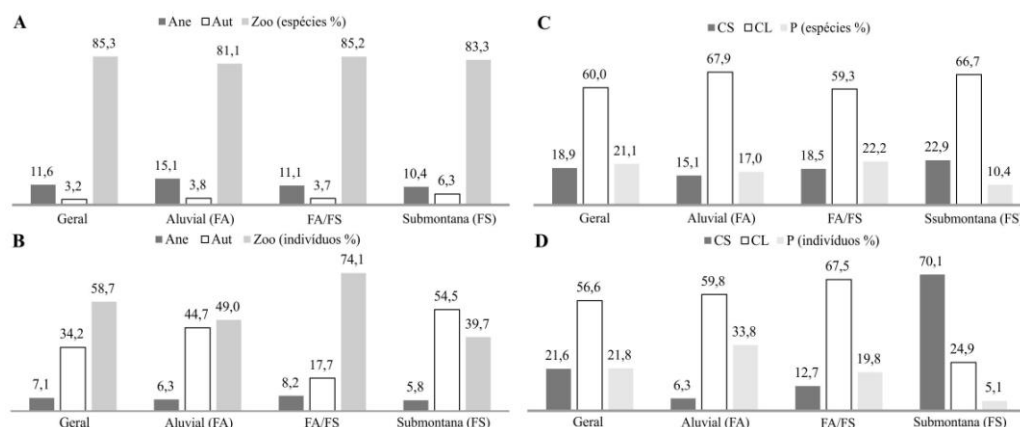 A
Ane Aut Zoo (espécies %)
85,3 81,1 85,2 83,3
11,6 3,2 15,1 3,8 11,1 3,7 10,4 6,3
Geral Aluvial (FA) FA/FS Submontana (FS)
B
Ane Aut Zoo (indivíduos %)
7,1 34,2 58,7 6,3 44,7 49,0 8,2 17,7 74,1 5,8 54,5 39,7
Geral Aluvial (FA) FA/FS Submontana (FS)
C
CS CL P (espécies %)
18,9 60,0 21,1 15,1 67,9 17,0 18,5 59,3 22,2 22,9 66,7 10,4
Geral Aluvial (FA) FA/FS Ssubmontana (FS)
D
CS CL P (indivíduos %)
21,6 56,6 21,8 6,3 59,8 33,8 12,7 67,5 19,8 70,1 24,9 5,1
Geral Aluvial (FA) FA/FS Submontana (FS)